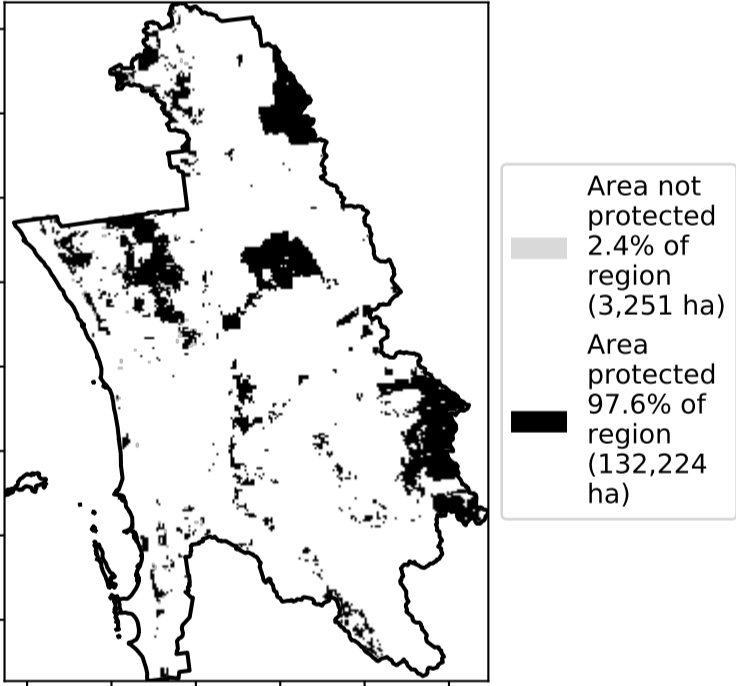 Area not
protected
2.4% of
region
(3,251 ha)
Area
protected
97.6% of
region
(132,224
ha)